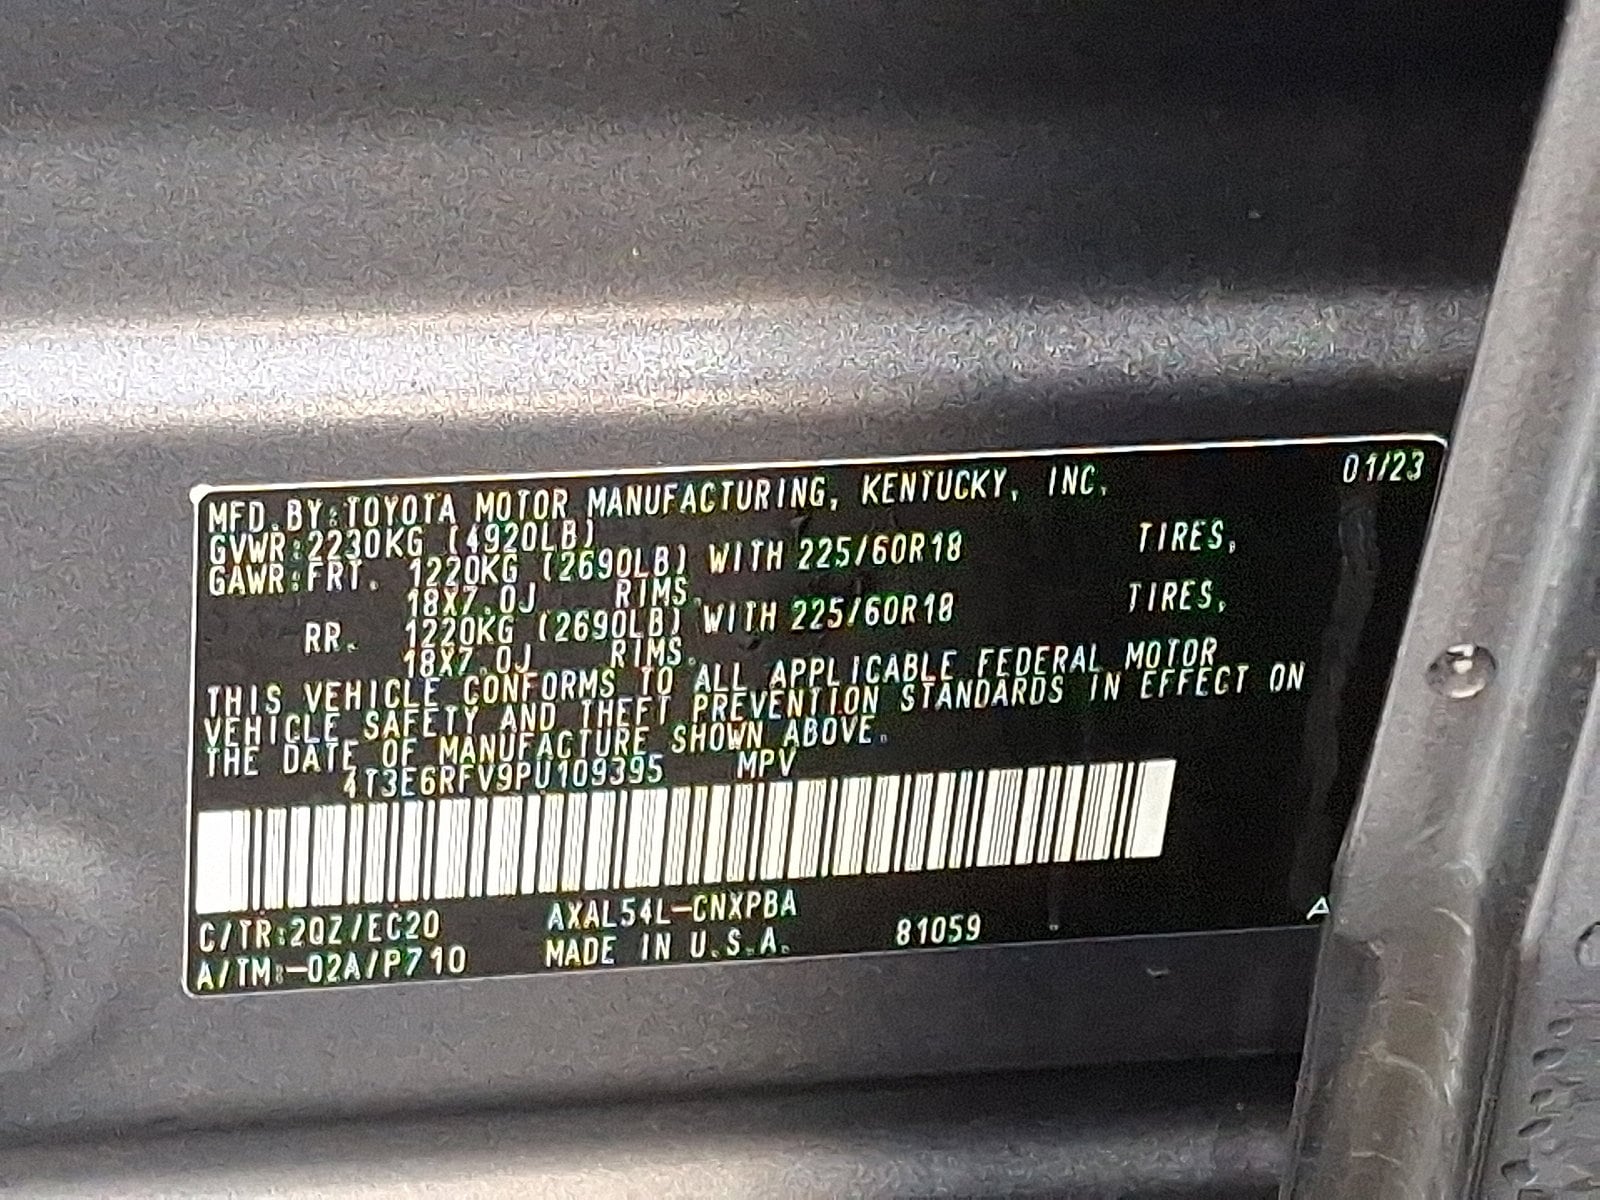 MFD.BY:TOYOTA MOTOR MANUFACTURING, KENTUCKY, INC. 01/23
GVWR:2230KG (4920LB)
GAWR:FRT. 1220KG (2690LB) WITH 225/60R18 TIRES,
18X7.0J RIMS.
RR. 1220KG (2690LB) WITH 225/60R18 TIRES,
18X7.0J RIMS.
THIS VEHICLE CONFORMS TO ALL APPLICABLE FEDERAL MOTOR
VEHICLE SAFETY AND THEFT PREVENTION STANDARDS IN EFFECT ON
THE DATE OF MANUFACTURE SHOWN ABOVE.
4T3E6RFV9PU109395 MPV
C/TR:2QZ/EC20 AXAL54L-CNXPBA A
A/TM:-02A/P710 MADE IN U.S.A. 81059